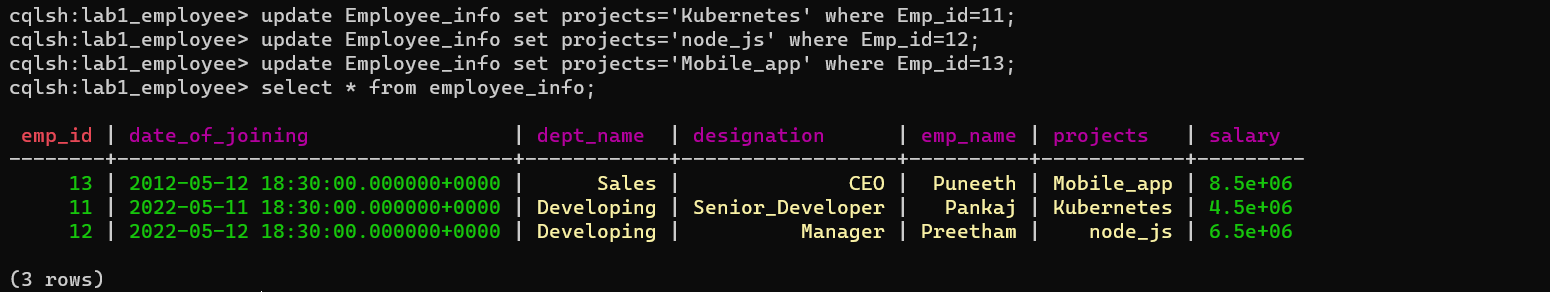 cqlsh:lab1_employee> update Employee_info set projects='Kubernetes' where Emp_id=11;
cqlsh:lab1_employee> update Employee_info set projects='node_js' where Emp_id=12;
cqlsh:lab1_employee> update Employee_info set projects='Mobile_app' where Emp_id=13;
cqlsh:lab1_employee> select * from employee_info;

 emp_id | date_of_joining                 | dept_name  | designation      | emp_name | projects   | salary
--------+---------------------------------+------------+------------------+----------+------------+---------
     13 | 2012-05-12 18:30:00.000000+0000 |      Sales |              CEO |  Puneeth | Mobile_app | 8.5e+06
     11 | 2022-05-11 18:30:00.000000+0000 | Developing | Senior_Developer |   Pankaj | Kubernetes | 4.5e+06
     12 | 2022-05-12 18:30:00.000000+0000 | Developing |          Manager | Preetham |    node_js | 6.5e+06

(3 rows)